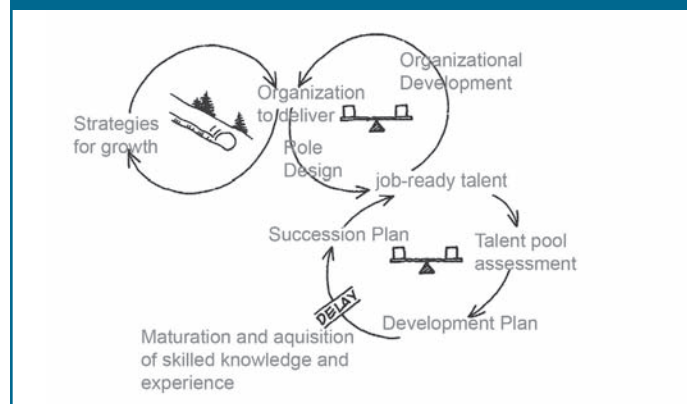 Organizational
Development
Organization
to deliver
Strategies
for growth
Role
Design
job-ready talent
Succession Plan
Talent pool
assessment
DELAY
Development Plan
Maturation and aquisition
of skilled knowledge and
experience